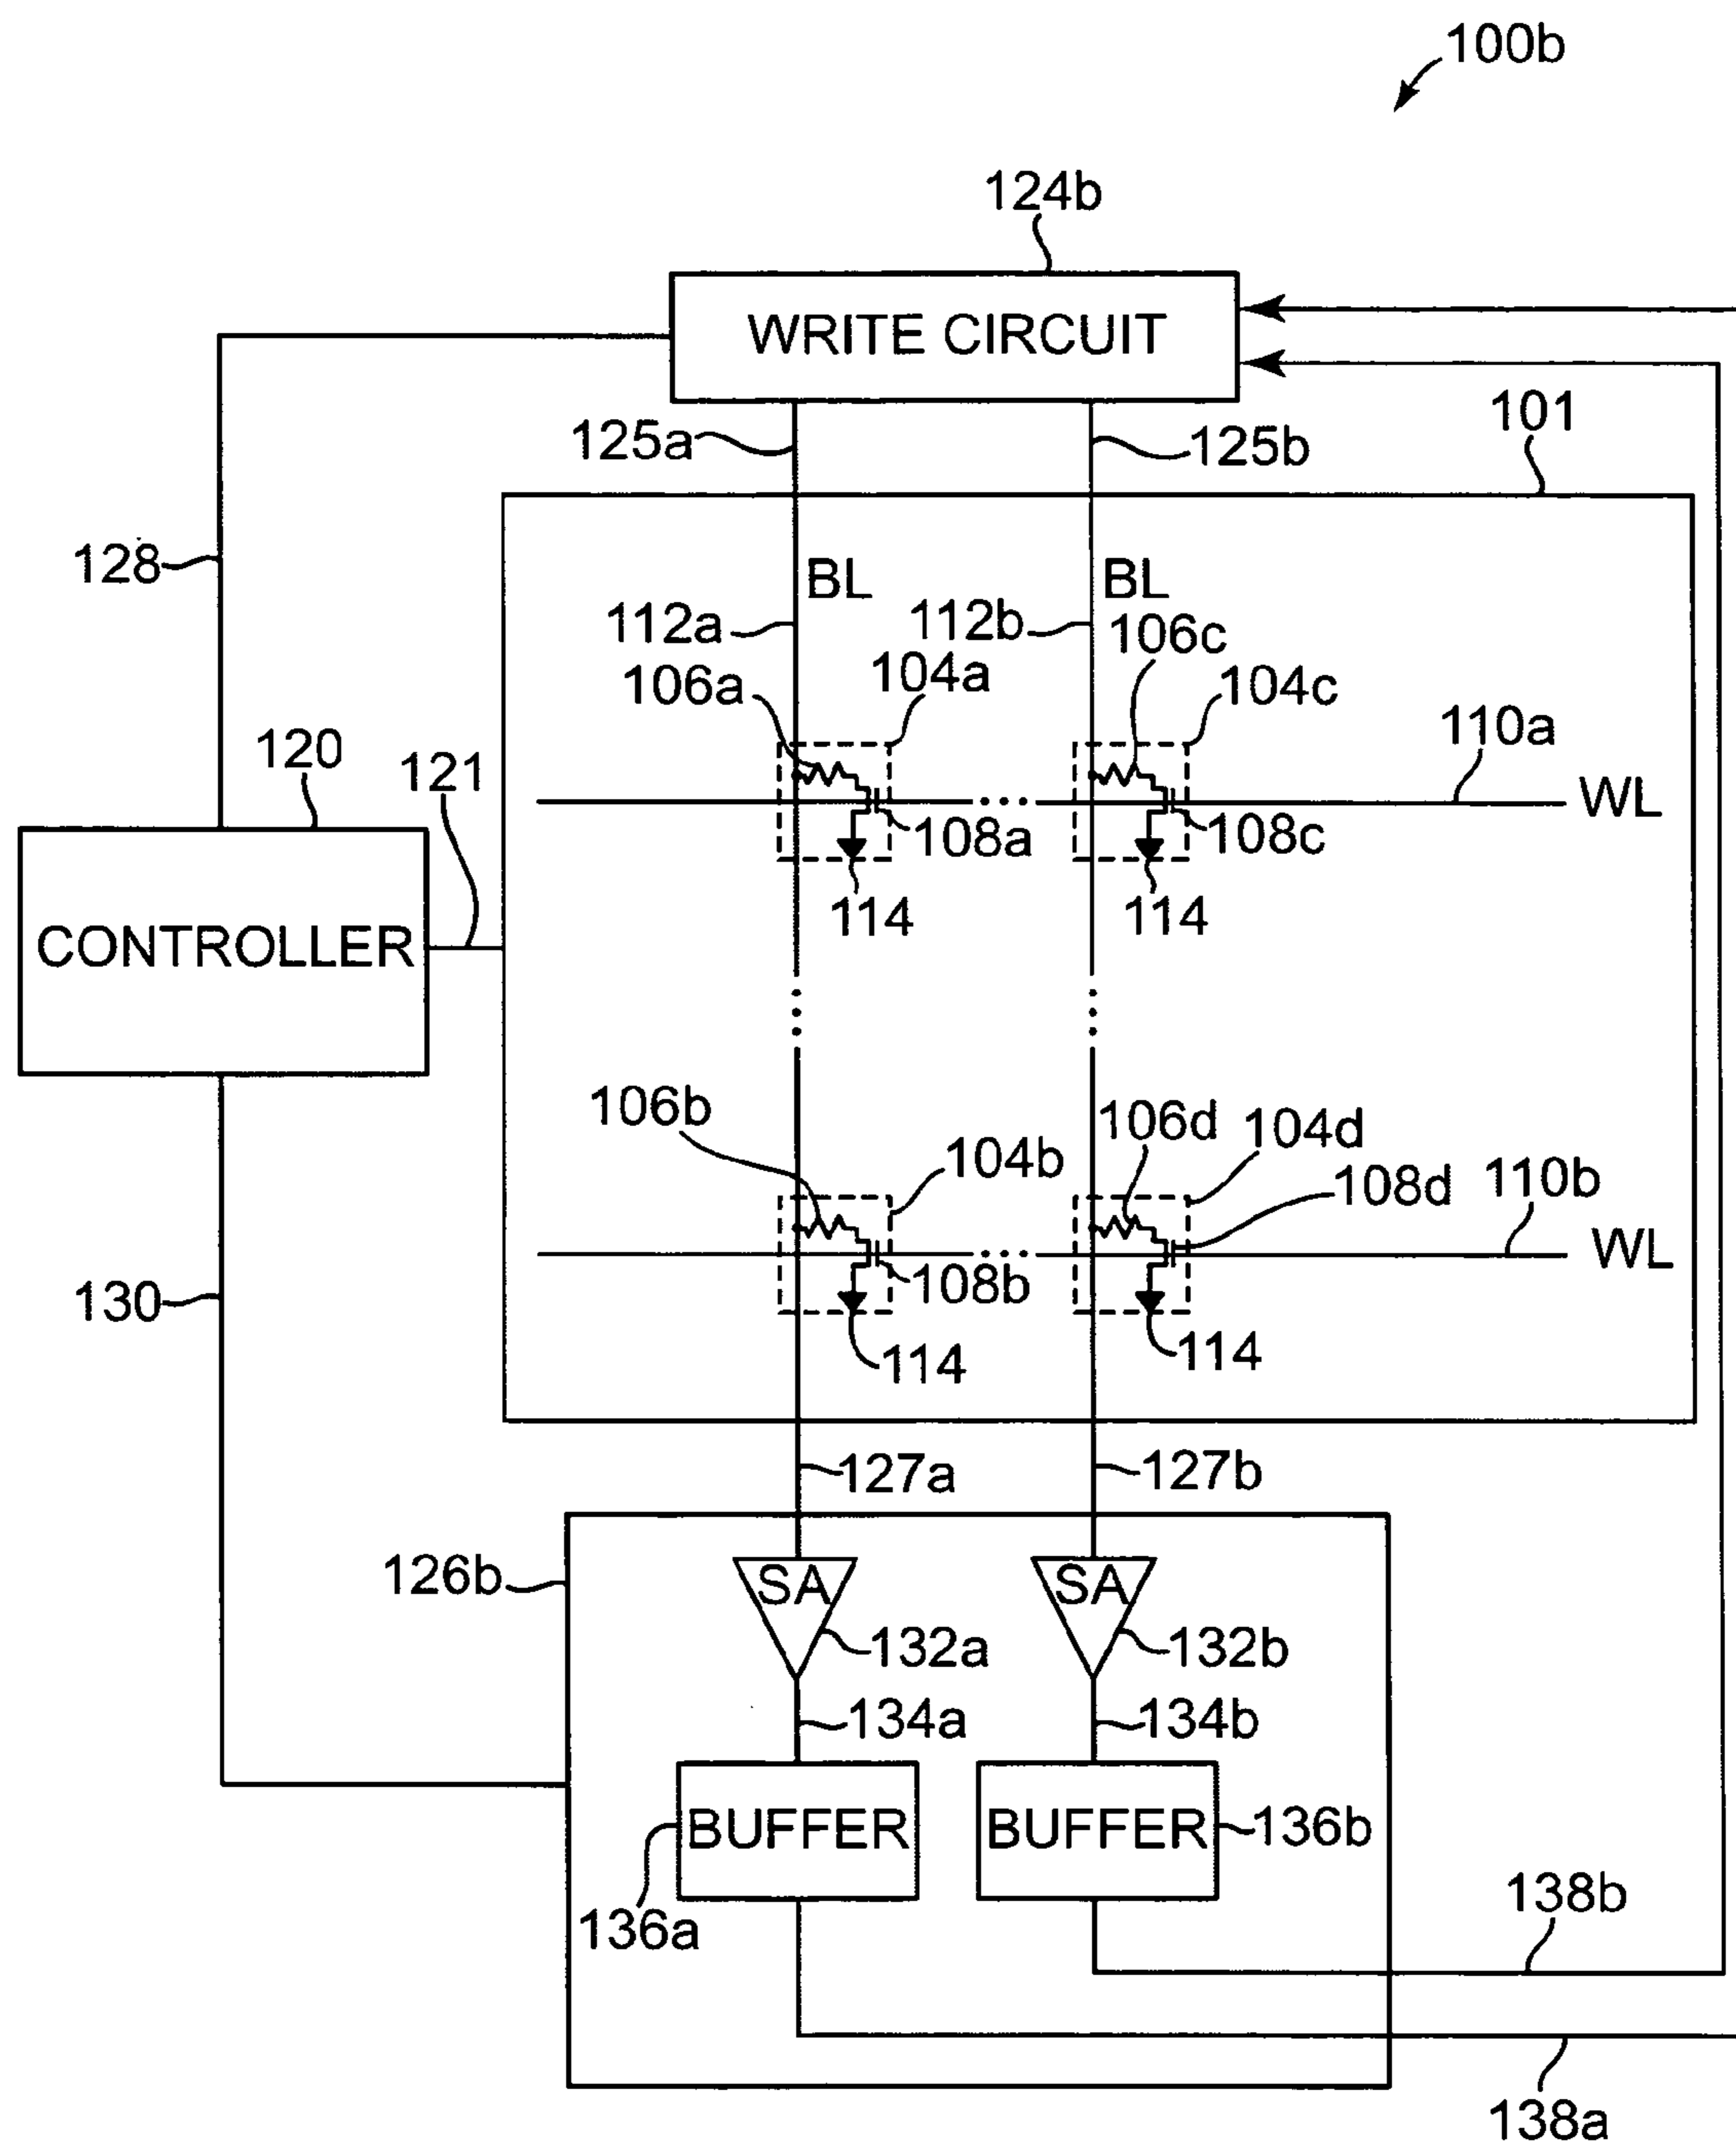 100b
124b
WRITE CIRCUIT
101
125a
125b
128
BL
BL
112a
112b
106c
106a
104a
104c
110a
120
121
WL
108a
108c
114
114
CONTROLLER
106b
106d
104d
104b
108d
110b
WL
108b
130
114
114
127a
127b
126b
SA
SA
132a
132b
134a
134b
BUFFER
BUFFER
136b
138b
136a
138a